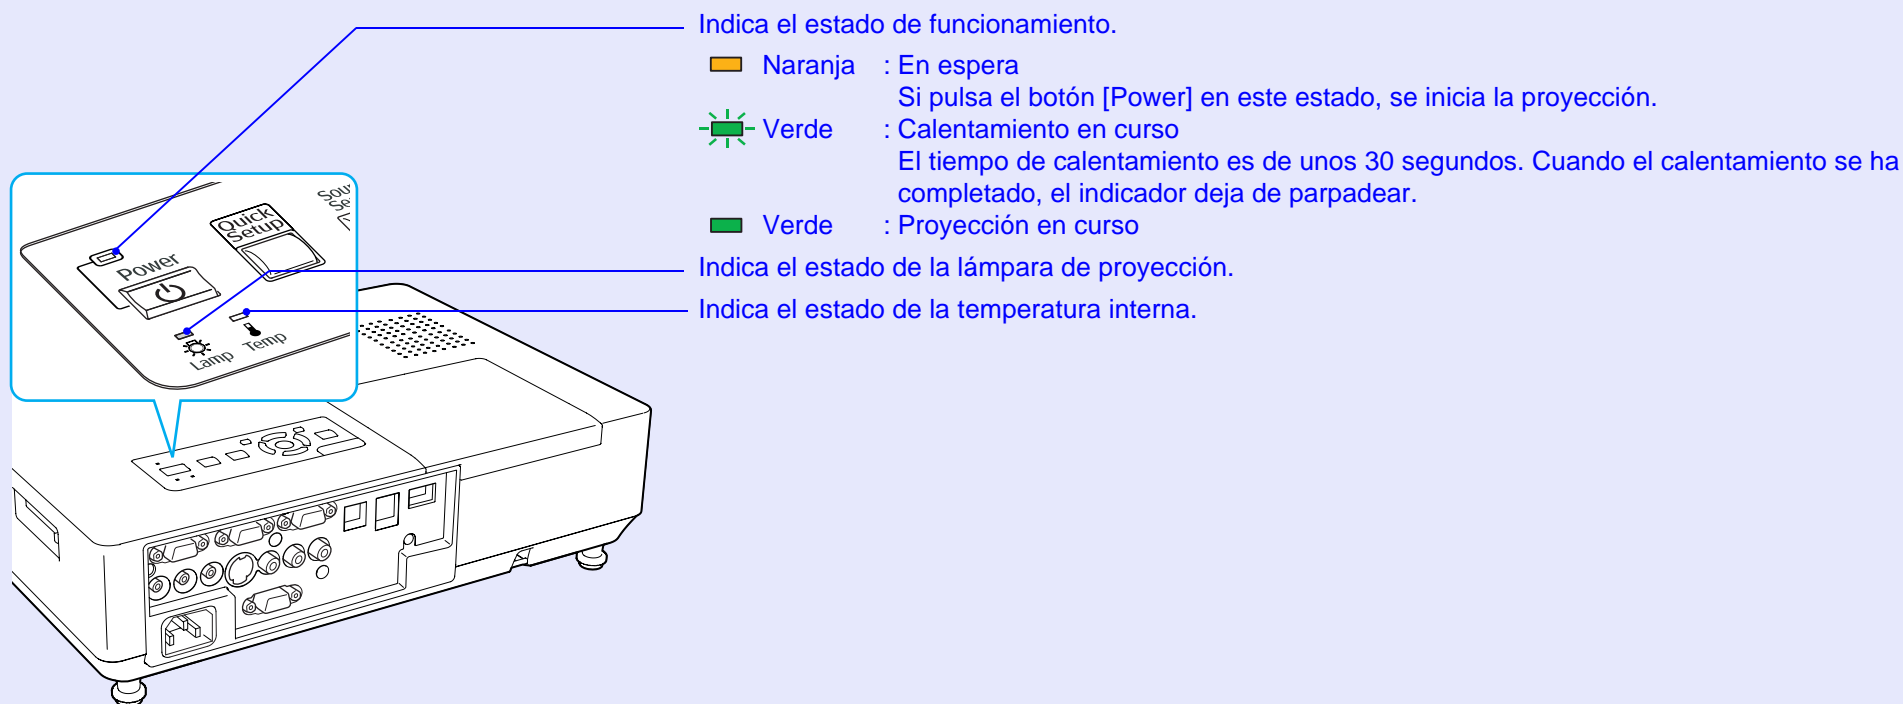 Indica el estado de funcionamiento.
Naranja : En espera
Si pulsa el botón [Power] en este estado, se inicia la proyección.
Verde : Calentamiento en curso
El tiempo de calentamiento es de unos 30 segundos. Cuando el calentamiento se ha
completado, el indicador deja de parpadear.
Verde : Proyección en curso
Indica el estado de la lámpara de proyección.
Indica el estado de la temperatura interna.
Quick
Setup
Power
Lamp
Temp